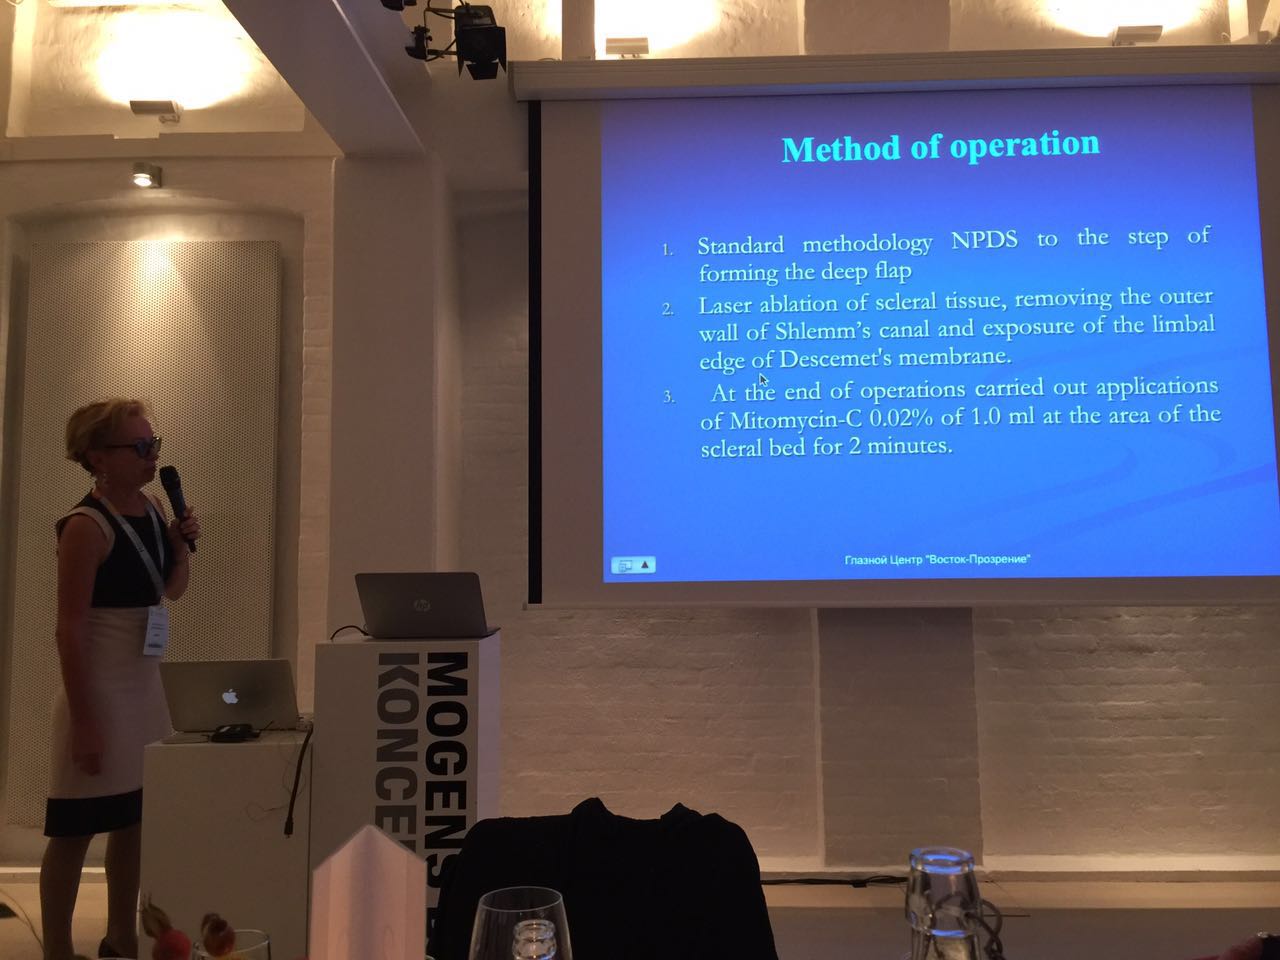 Method of operation
1. Standard methodology NPDS to the step of
forming the deep flap
2. Laser ablation of scleral tissue, removing the outer
wall of Shlemm's canal and exposure of the limbal
edge of Descemet's membrane.
3. At the end of operations carried out applications
of Mitomycin-C 0.02% of 1.0 ml at the area of the
scleral bed for 2 minutes.
Глазной Центр "Восток-Прозрение"
hp
MOGENS
KONCE